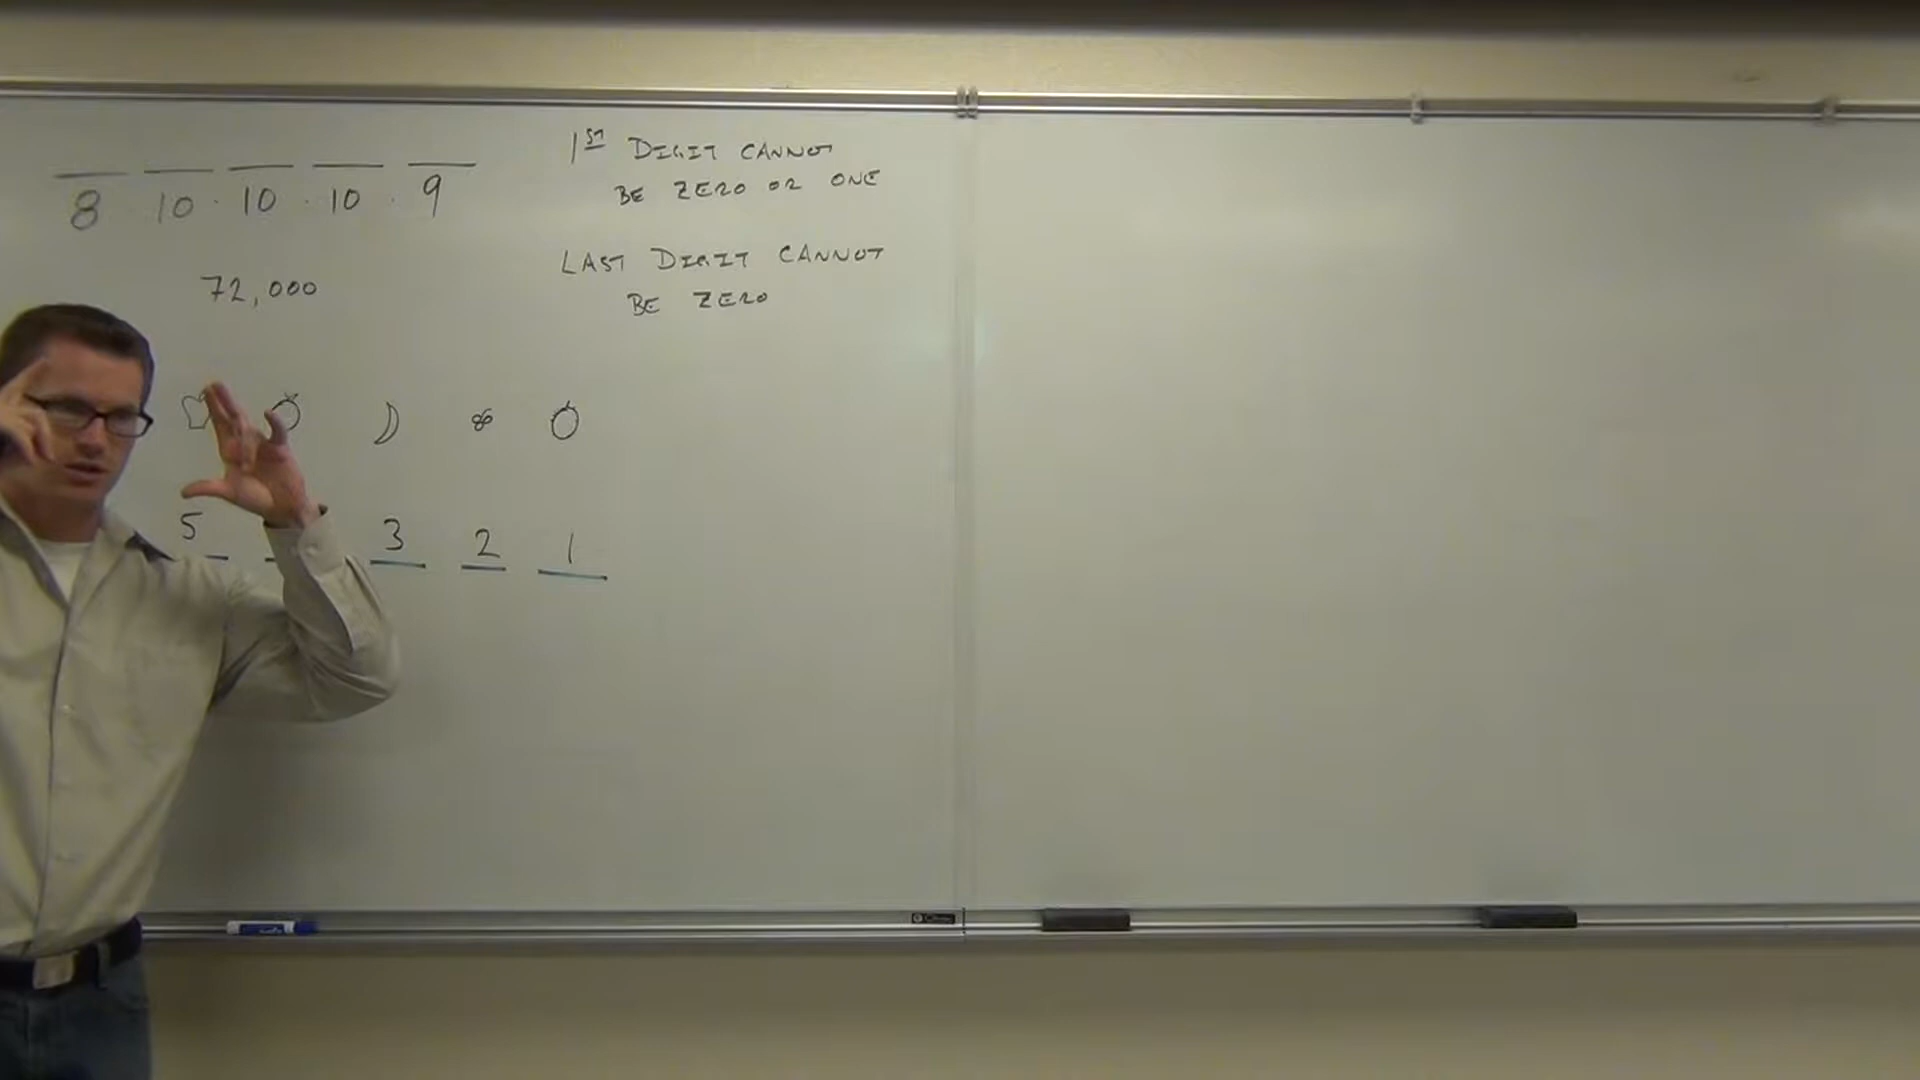 8 10 · 10 · 10 · 9
72,000
1ST DIGIT CANNOT
BE ZERO OR ONE
LAST DIGIT CANNOT
BE ZERO
5 3 2 1